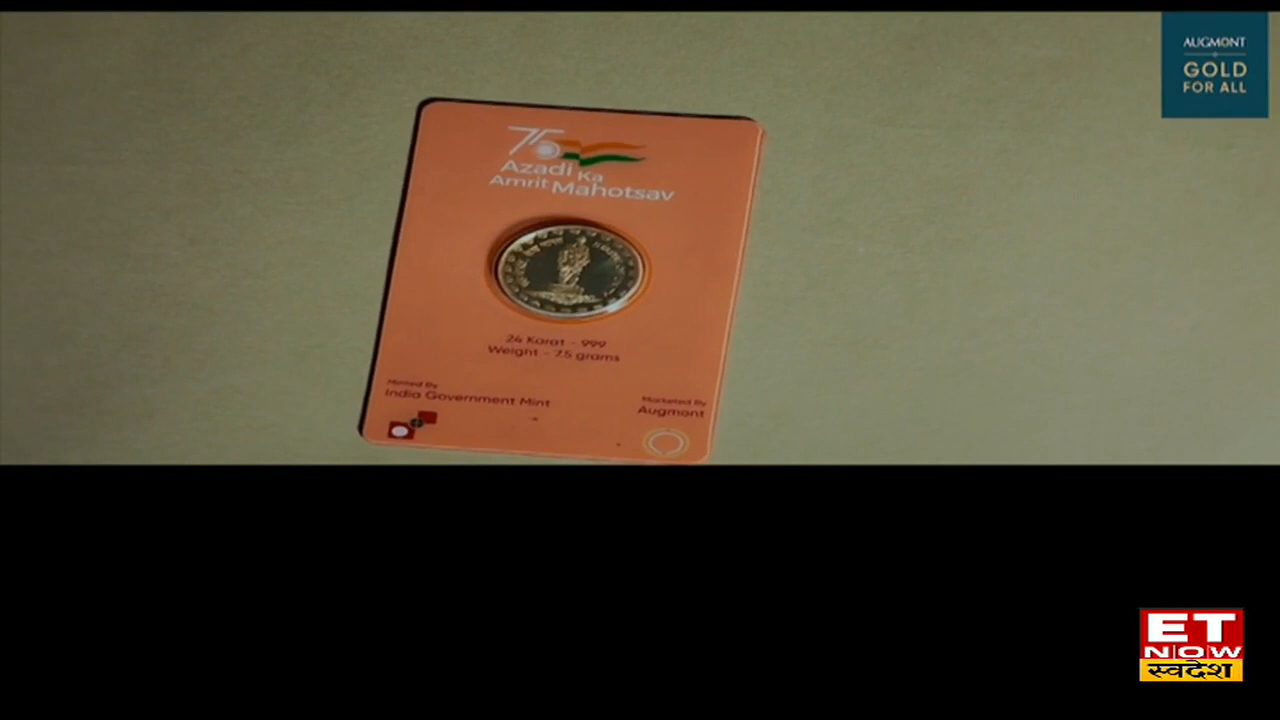 AUGMONT
GOLD
FOR ALL
75
Azadi Ka
Amrit Mahotsav
24 Karat - 999
Weight - 7.5 grams
Minted By
India Government Mint
Marketed By
Augmont
ET
NOW
स्वदेश